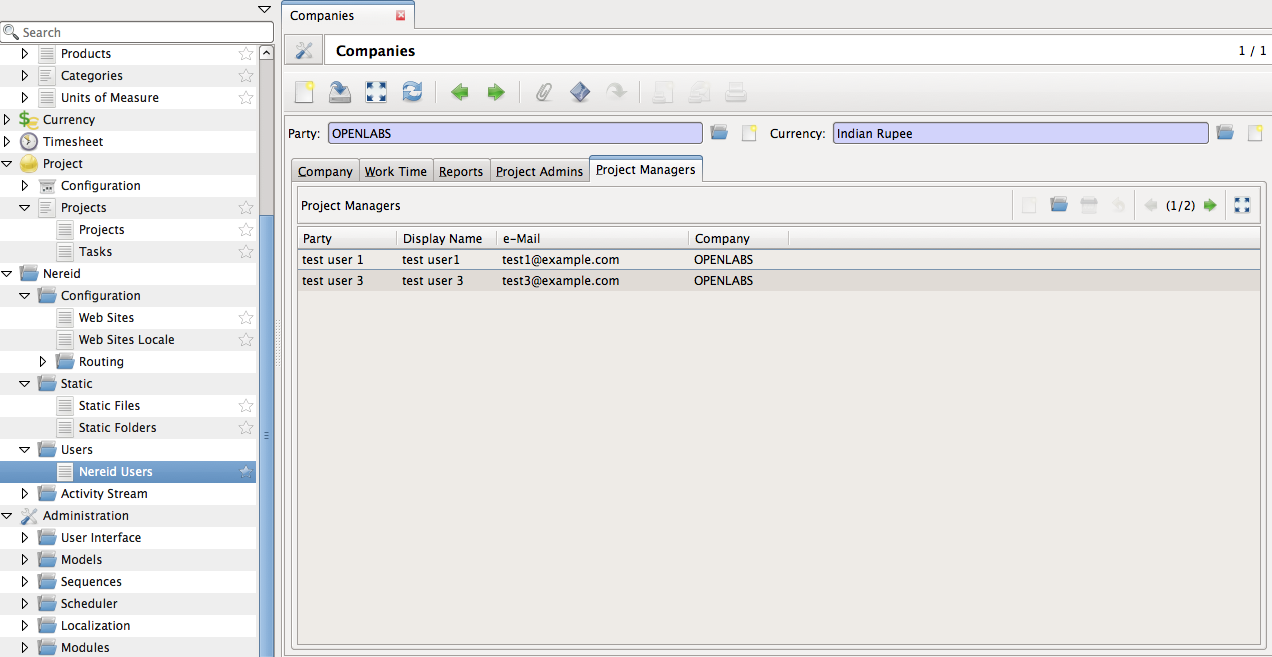 Search
Products
Categories
Units of Measure
Currency
Timesheet
Project
Configuration
Projects
Projects
Tasks
Nereid
Configuration
Web Sites
Web Sites Locale
Routing
Static
Static Files
Static Folders
Users
Nereid Users
Activity Stream
Administration
User Interface
Models
Sequences
Scheduler
Localization
Modules
Companies
Companies 1 / 1
Party: OPENLABS Currency: Indian Rupee
Company Work Time Reports Project Admins Project Managers
Project Managers (1/2)
Party Display Name e-Mail Company
test user 1 test user1 test1@example.com OPENLABS
test user 3 test user 3 test3@example.com OPENLABS